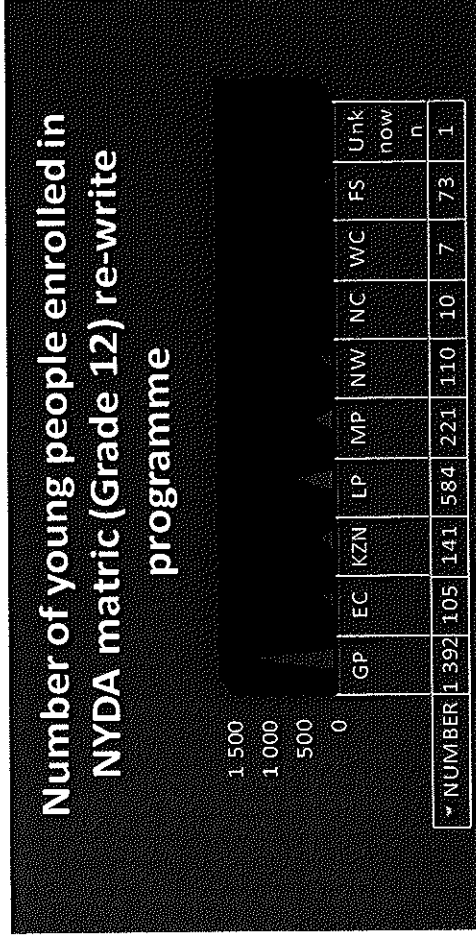 Number of young people enrolled in
NYDA matric (Grade 12) re-write
programme
1 500
1 000
500
0
GP EC KZN LP MP NW NC WC FS Unk
now
n
NUMBER 1 392 105 141 584 221 110 10 7 73 1